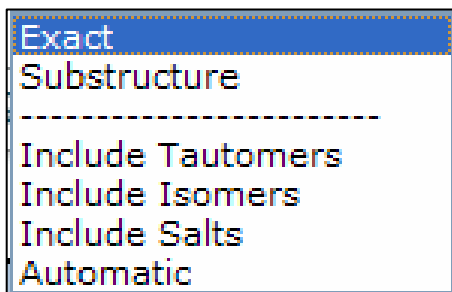 Exact
Substructure
------------------------
Include Tautomers
Include Isomers
Include Salts
Automatic